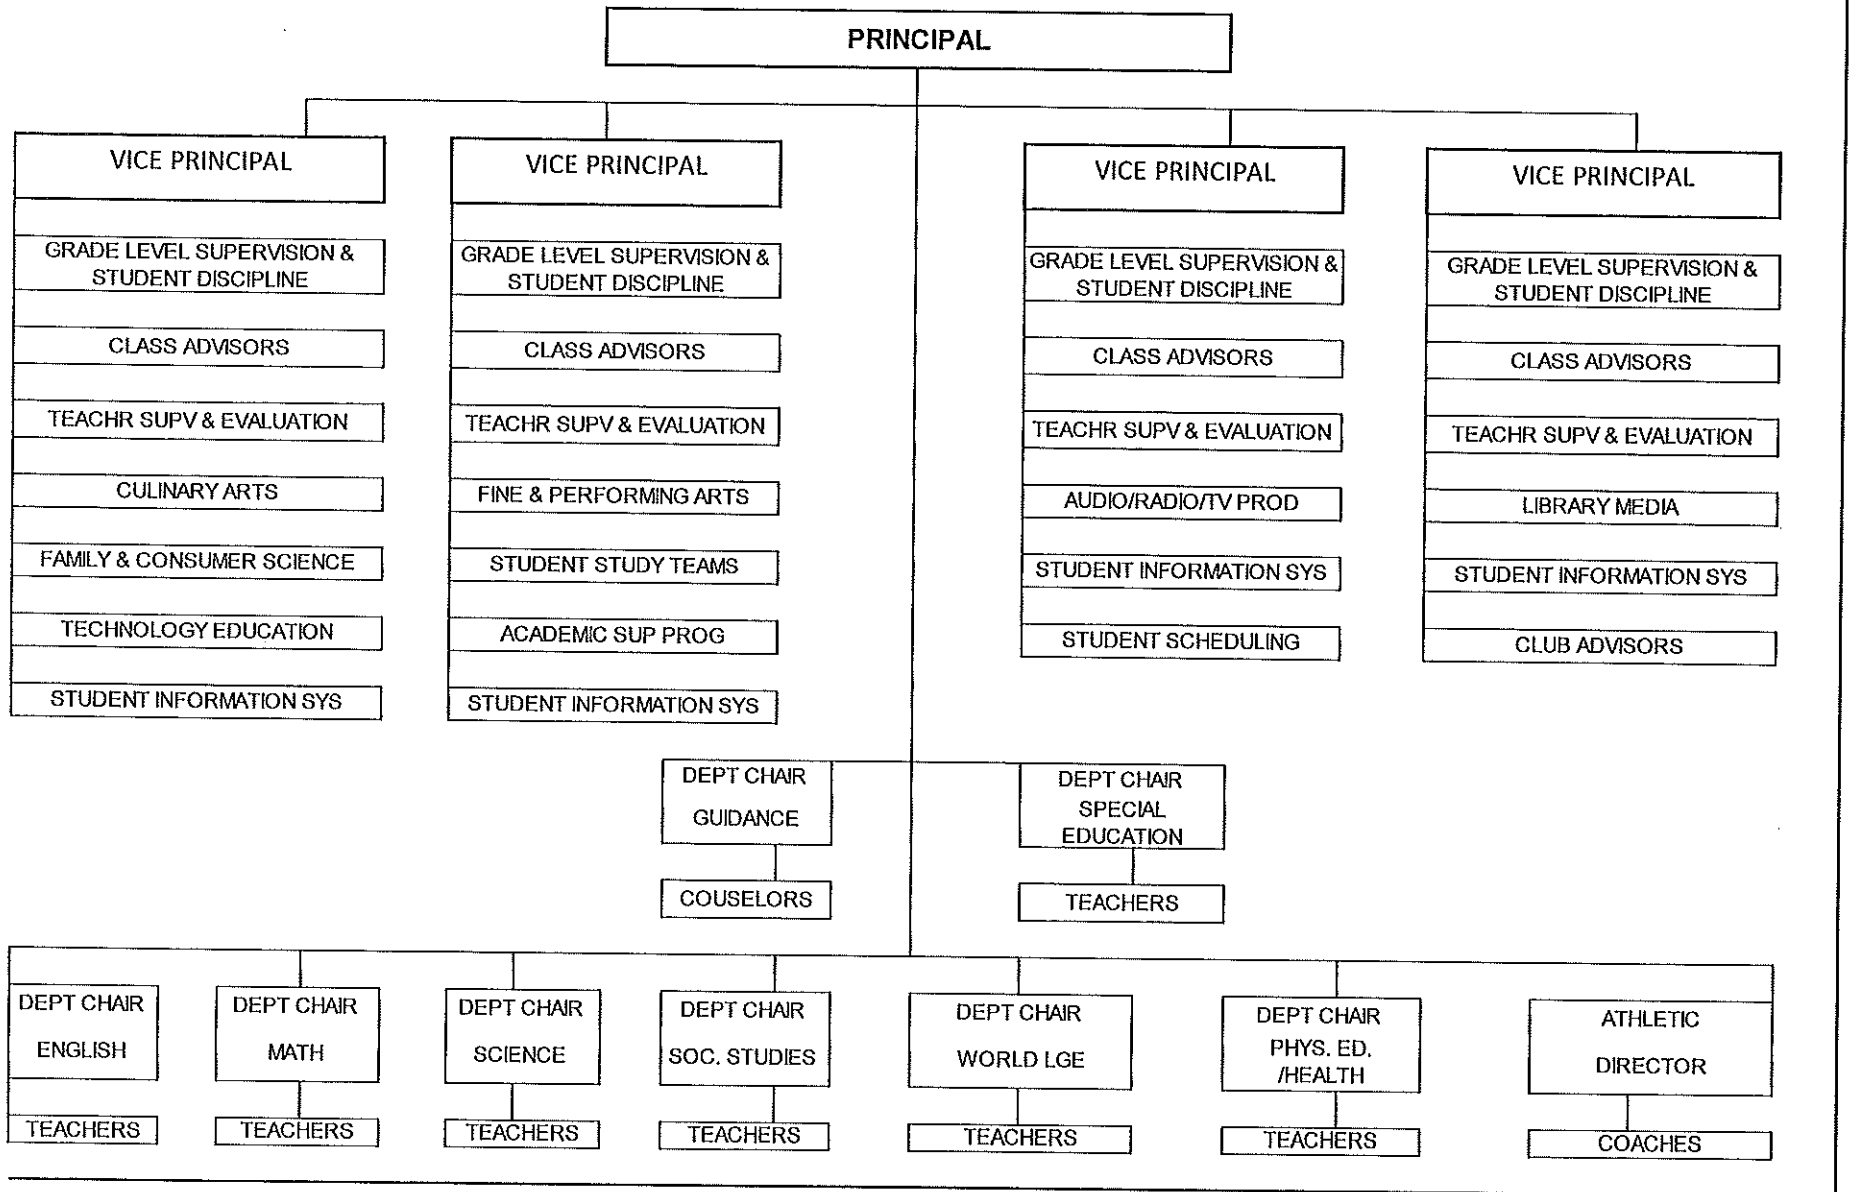 PRINCIPAL
VICE PRINCIPAL
GRADE LEVEL SUPERVISION &
STUDENT DISCIPLINE
CLASS ADVISORS
TEACHR SUPV & EVALUATION
CULINARY ARTS
FAMILY & CONSUMER SCIENCE
TECHNOLOGY EDUCATION
STUDENT INFORMATION SYS
VICE PRINCIPAL
GRADE LEVEL SUPERVISION &
STUDENT DISCIPLINE
CLASS ADVISORS
TEACHR SUPV & EVALUATION
FINE & PERFORMING ARTS
STUDENT STUDY TEAMS
ACADEMIC SUP PROG
STUDENT INFORMATION SYS
VICE PRINCIPAL
GRADE LEVEL SUPERVISION &
STUDENT DISCIPLINE
CLASS ADVISORS
TEACHR SUPV & EVALUATION
AUDIO/RADIO/TV PROD
STUDENT INFORMATION SYS
STUDENT SCHEDULING
VICE PRINCIPAL
GRADE LEVEL SUPERVISION &
STUDENT DISCIPLINE
CLASS ADVISORS
TEACHR SUPV & EVALUATION
LIBRARY MEDIA
STUDENT INFORMATION SYS
CLUB ADVISORS
DEPT CHAIR
GUIDANCE
COUSELORS
DEPT CHAIR
SPECIAL
EDUCATION
TEACHERS
DEPT CHAIR
ENGLISH
TEACHERS
DEPT CHAIR
MATH
TEACHERS
DEPT CHAIR
SCIENCE
TEACHERS
DEPT CHAIR
SOC. STUDIES
TEACHERS
DEPT CHAIR
WORLD LGE
TEACHERS
DEPT CHAIR
PHYS. ED.
/HEALTH
TEACHERS
ATHLETIC
DIRECTOR
COACHES